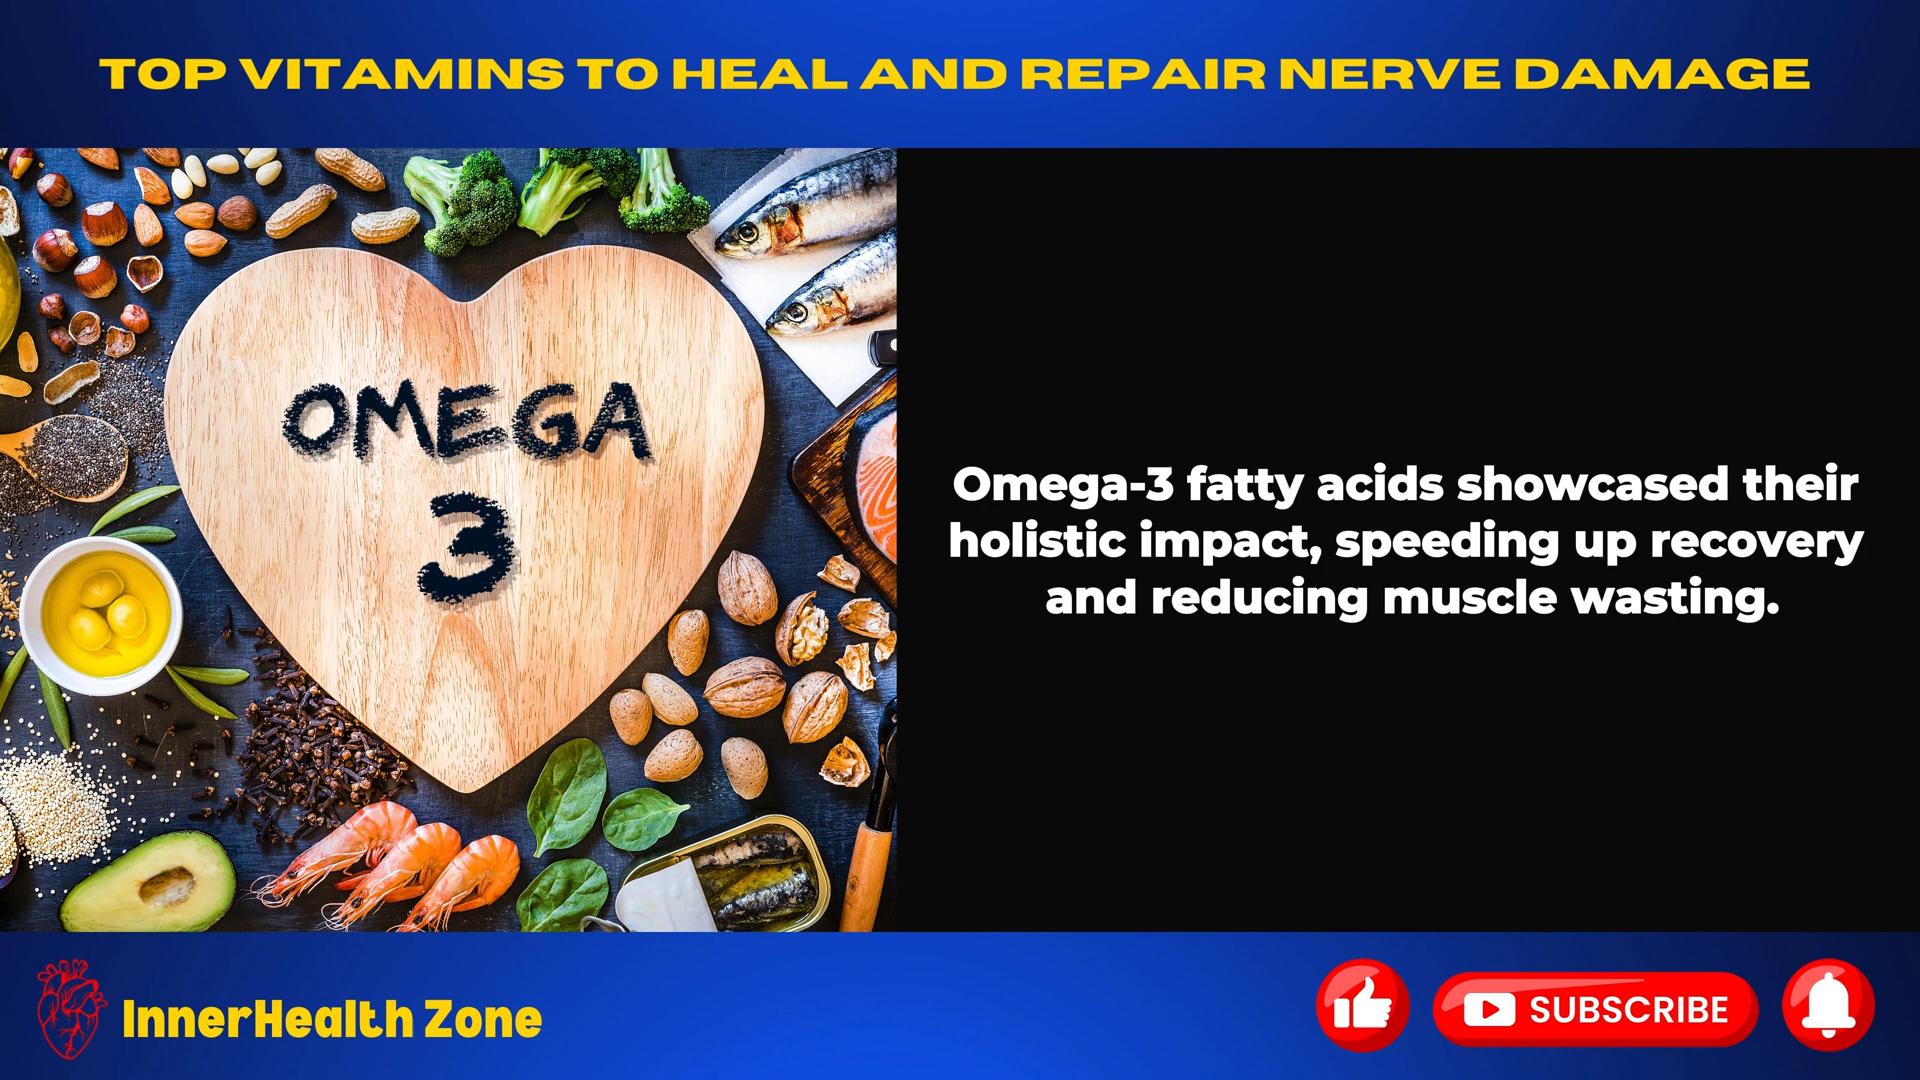 TOP VITAMINS TO HEAL AND REPAIR NERVE DAMAGE
OMEGA
3
Omega-3 fatty acids showcased their
holistic impact, speeding up recovery
and reducing muscle wasting.
InnerHealth Zone
SUBSCRIBE